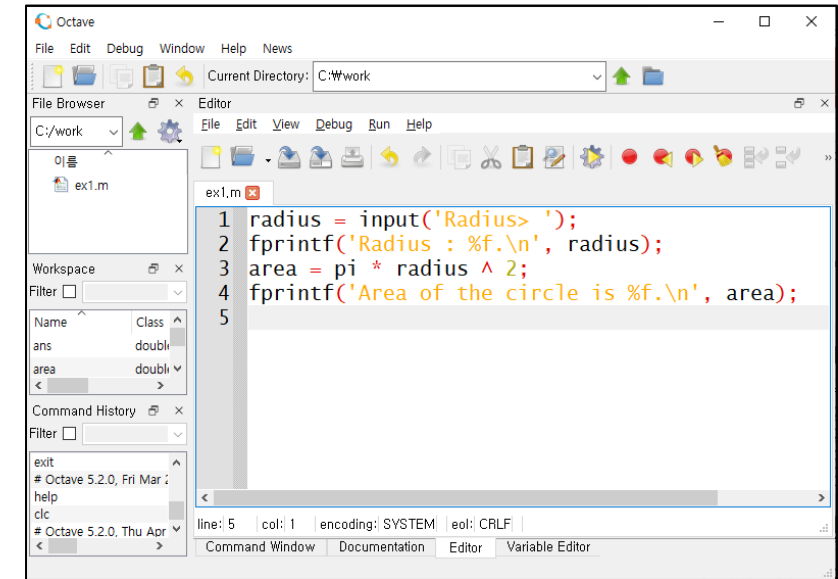 Octave
File Edit Debug Window Help News
Current Directory: C:₩work
File Browser
C:/work
이름
ex1.m
Workspace
Filter
Name Class
ans double
area double
Command History
Filter
exit
# Octave 5.2.0, Fri Mar 2
help
clc
# Octave 5.2.0, Thu Apr
Editor
File Edit View Debug Run Help
ex1.m
1 radius = input('Radius> ');
2 fprintf('Radius : %f.\n', radius);
3 area = pi * radius ^ 2;
4 fprintf('Area of the circle is %f.\n', area);
5
line: 5 col: 1 encoding: SYSTEM eol: CRLF
Command Window Documentation Editor Variable Editor